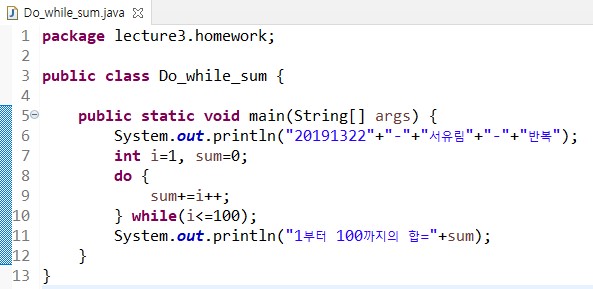 Do_while_sum.java
1 package lecture3.homework;
2
3 public class Do_while_sum {
4
5     public static void main(String[] args) {
6         System.out.println("20191322"+"-"+"서유림"+"-"+"반복");
7         int i=1, sum=0;
8         do {
9             sum+=i++;
10         } while(i<=100);
11         System.out.println("1부터 100까지의 합="+sum);
12     }
13 }